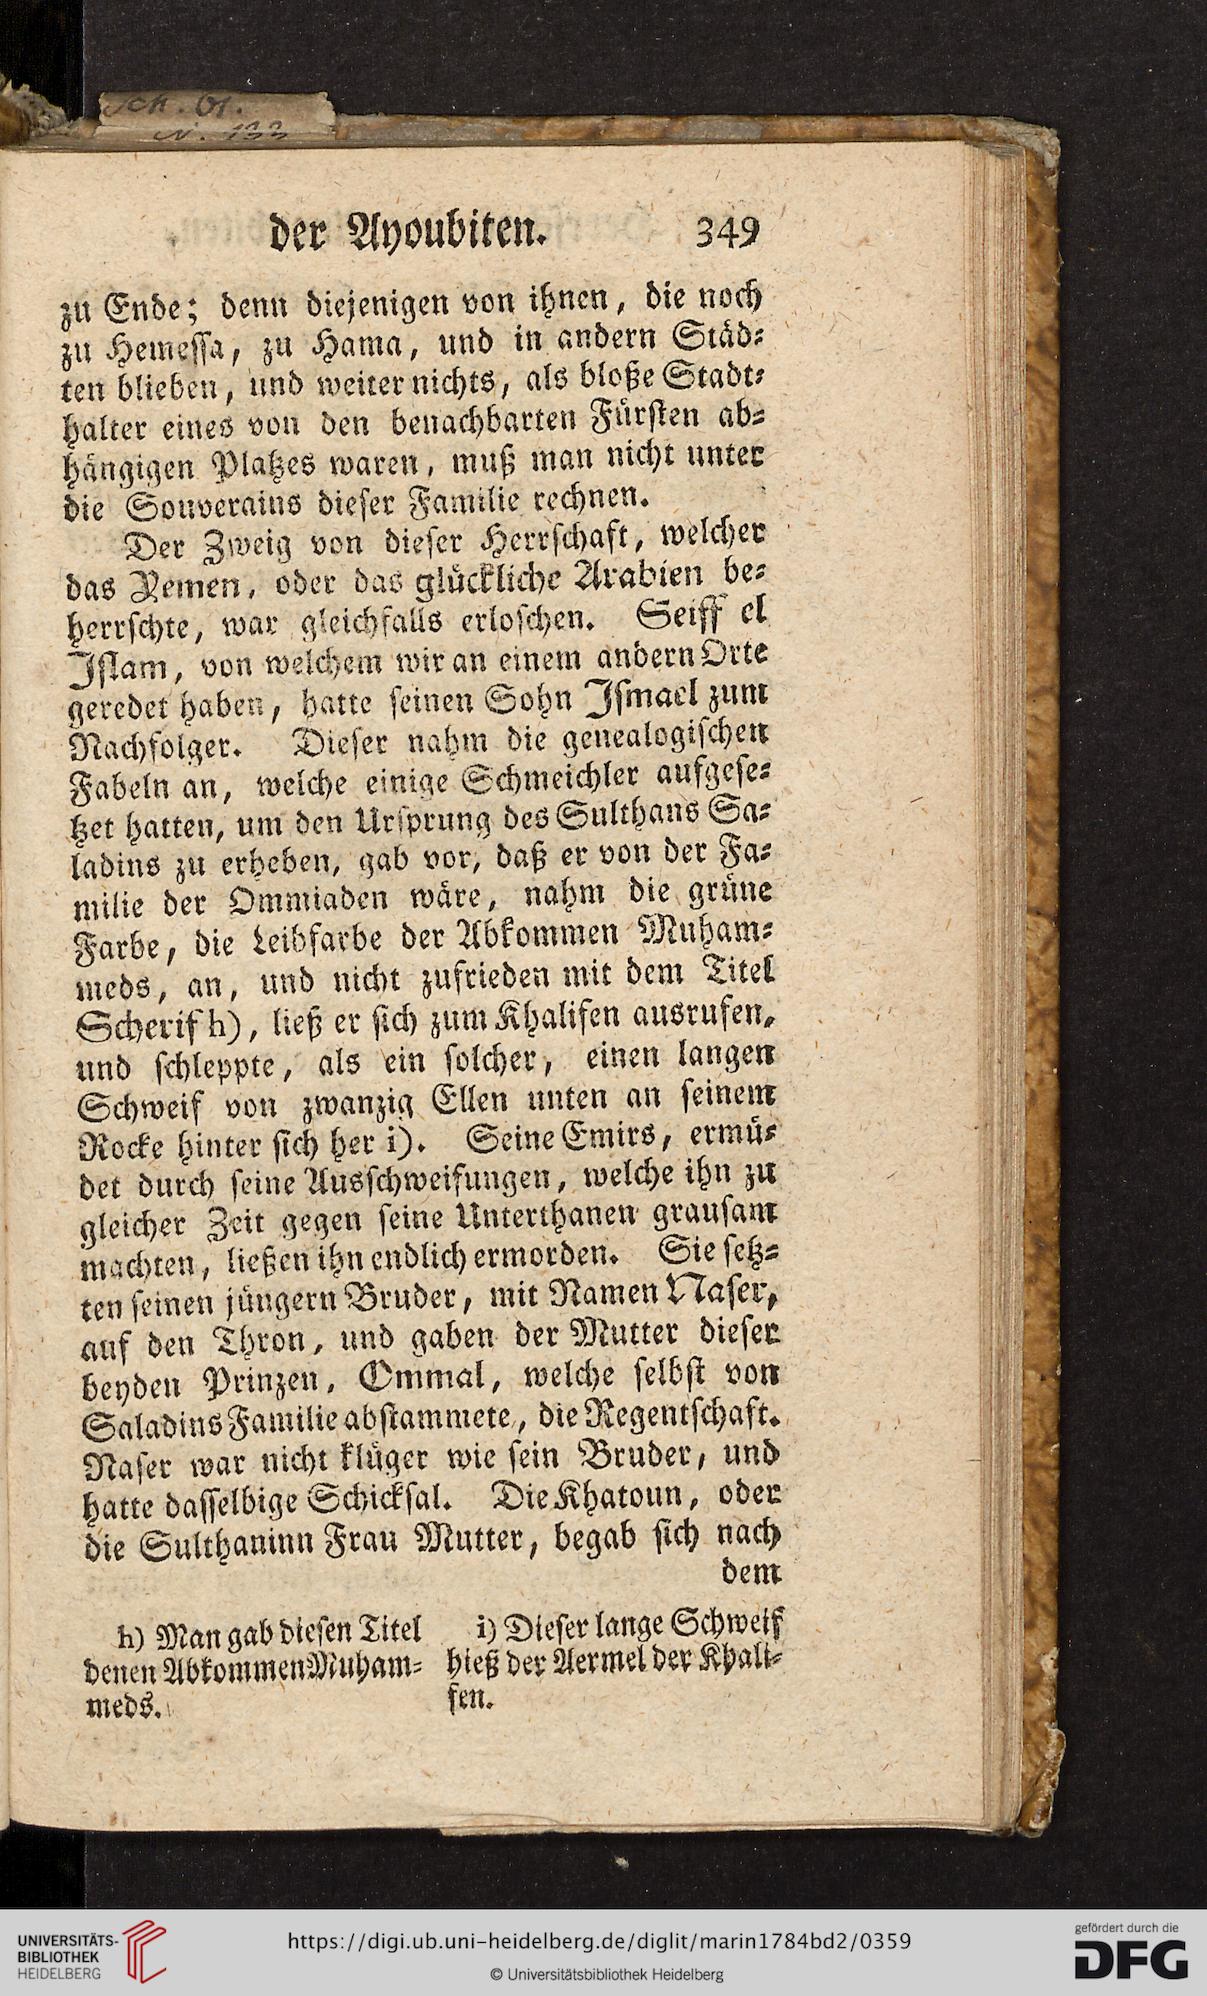 Sch. 61.
N. 133
der Ayoubiten. 349
zu Ende; denn diejenigen von ihnen, die noch
zu Hemessa, zu Hama, und in andern Städ-
ten blieben, und weiter nichts, als bloße Stadt-
halter eines von den benachbarten Fürsten ab-
hängigen Platzes waren, muß man nicht unter
die Souverains dieser Familie rechnen.
Der Zweig von dieser Herrschaft, welcher
das Yemen, oder das glückliche Arabien be-
herrschte, war gleichfalls erloschen. Seiff el
Islam, von welchem wir an einem andern Orte
geredet haben, hatte seinen Sohn Ismael zum
Nachfolger. Dieser nahm die genealogischen
Fabeln an, welche einige Schmeichler aufgese-
tzet hatten, um den Ursprung des Sulthans Sa-
ladins zu erheben, gab vor, daß er von der Fa-
milie der Ommiaden wäre, nahm die grüne
Farbe, die Leibfarbe der Abkommen Muham-
meds, an, und nicht zufrieden mit dem Titel
Scherif h), ließ er sich zum Khalifen ausrufen,
und schleppte, als ein solcher, einen langen
Schweif von zwanzig Ellen unten an seinem
Rocke hinter sich her i). Seine Emirs, ermü-
det durch seine Ausschweifungen, welche ihn zu
gleicher Zeit gegen seine Unterthanen grausam
machten, ließen ihn endlich ermorden. Sie setz-
ten seinen jüngern Bruder, mit Namen Naser,
auf den Thron, und gaben der Mutter dieser
beyden Prinzen, Ommal, welche selbst von
Saladins Familie abstammete, die Regentschaft.
Naser war nicht klüger wie sein Bruder, und
hatte dasselbige Schicksal. Die Khatoun, oder
die Sulthaninn Frau Mutter, begab sich nach
dem
h) Man gab diesen Titel
denen Abkommen Muham-
meds.
i) Dieser lange Schweif
hieß der Aermel der Khali-
fen.
UNIVERSITÄTS-
BIBLIOTHEK
HEIDELBERG
https://digi.ub.uni-heidelberg.de/diglit/marin1784bd2/0359
© Universitätsbibliothek Heidelberg
gefördert durch die
DFG